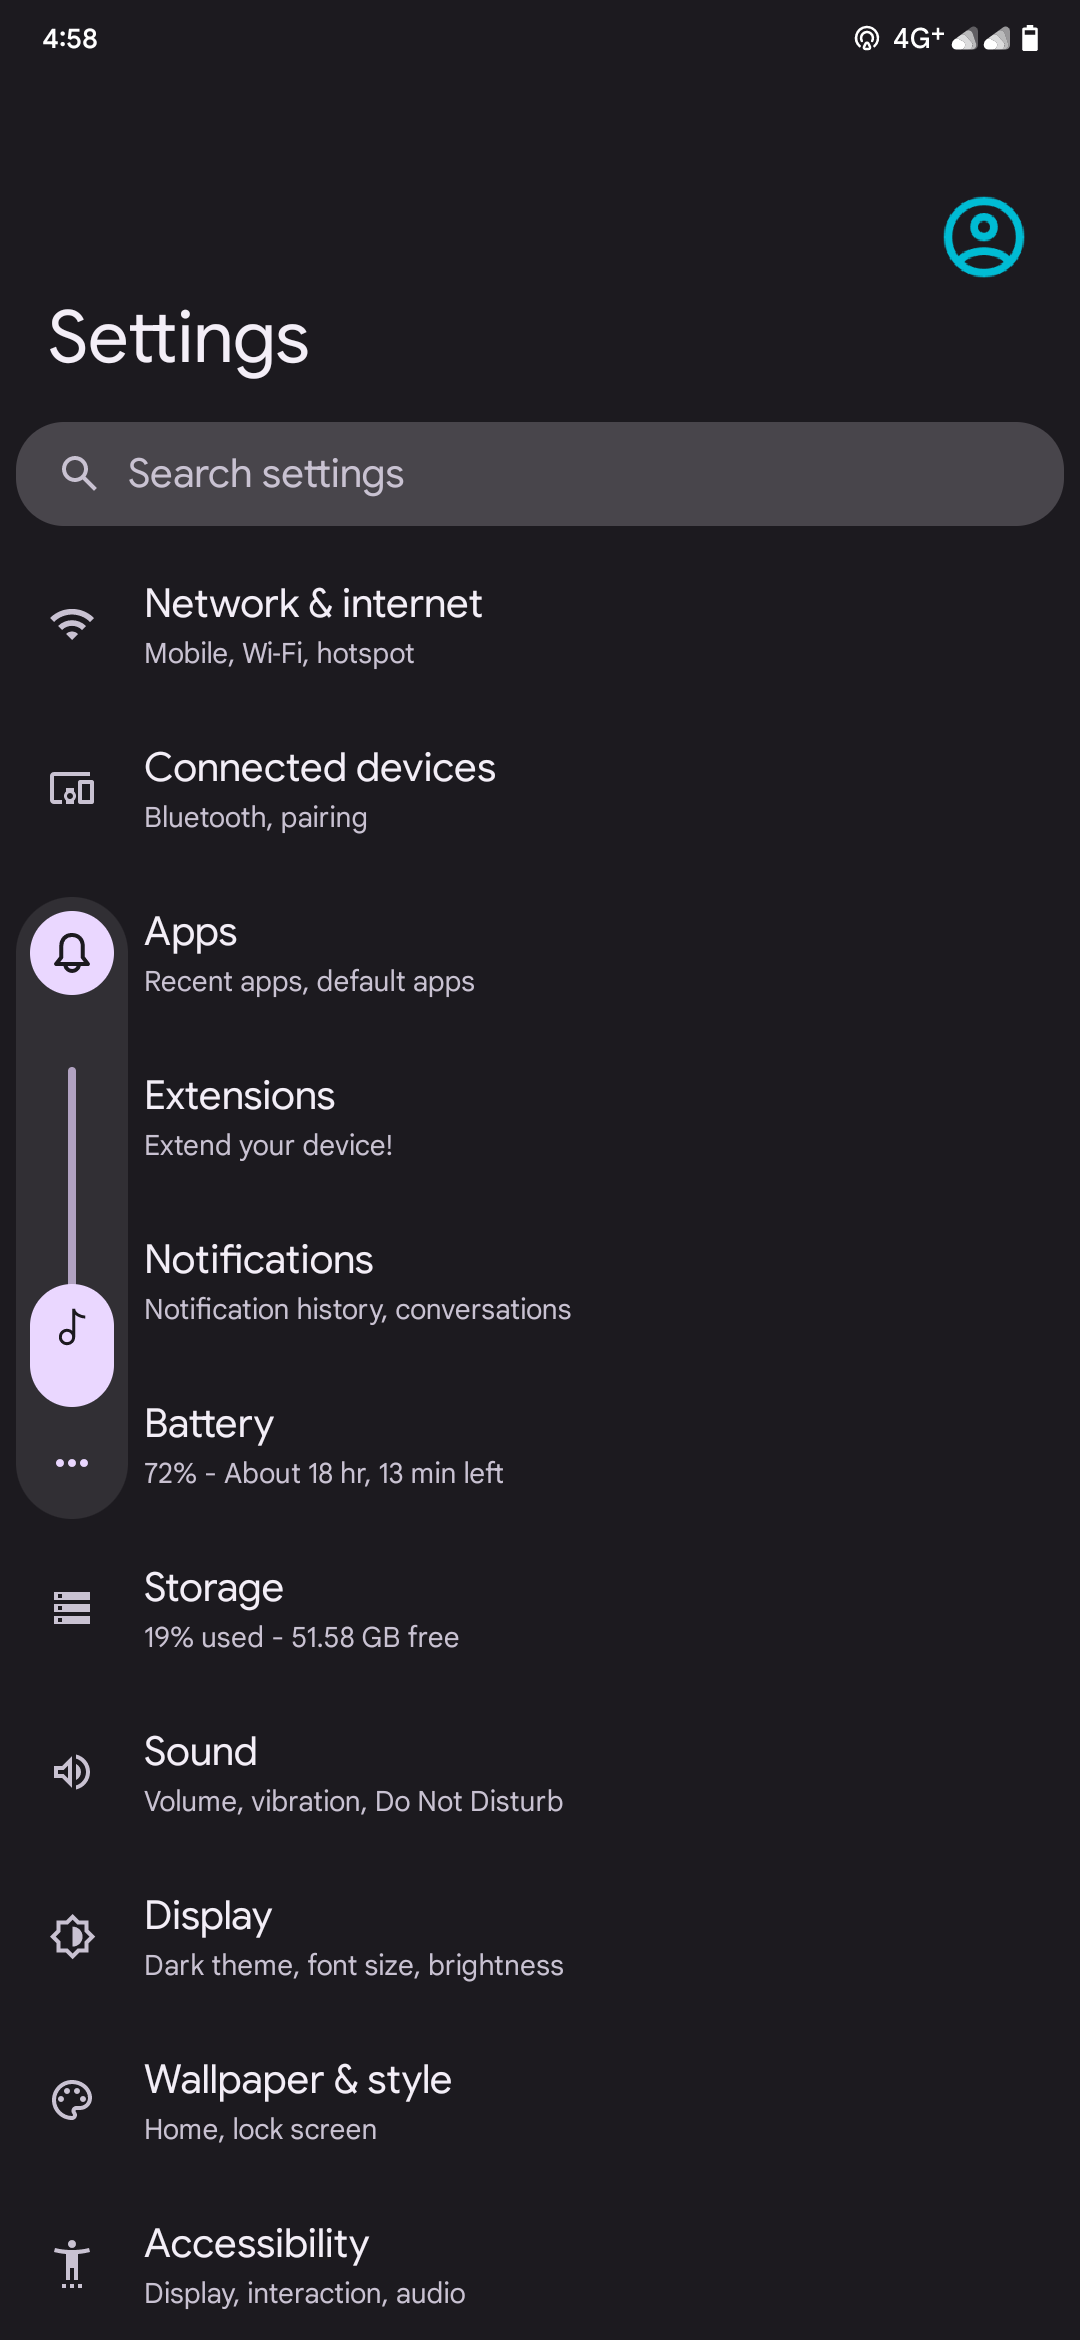 4:58
4G+
Settings
Search settings
Network & internet
Mobile, Wi-Fi, hotspot
Connected devices
Bluetooth, pairing
Apps
Recent apps, default apps
Extensions
Extend your device!
Notifications
Notification history, conversations
Battery
72% - About 18 hr, 13 min left
Storage
19% used - 51.58 GB free
Sound
Volume, vibration, Do Not Disturb
Display
Dark theme, font size, brightness
Wallpaper & style
Home, lock screen
Accessibility
Display, interaction, audio